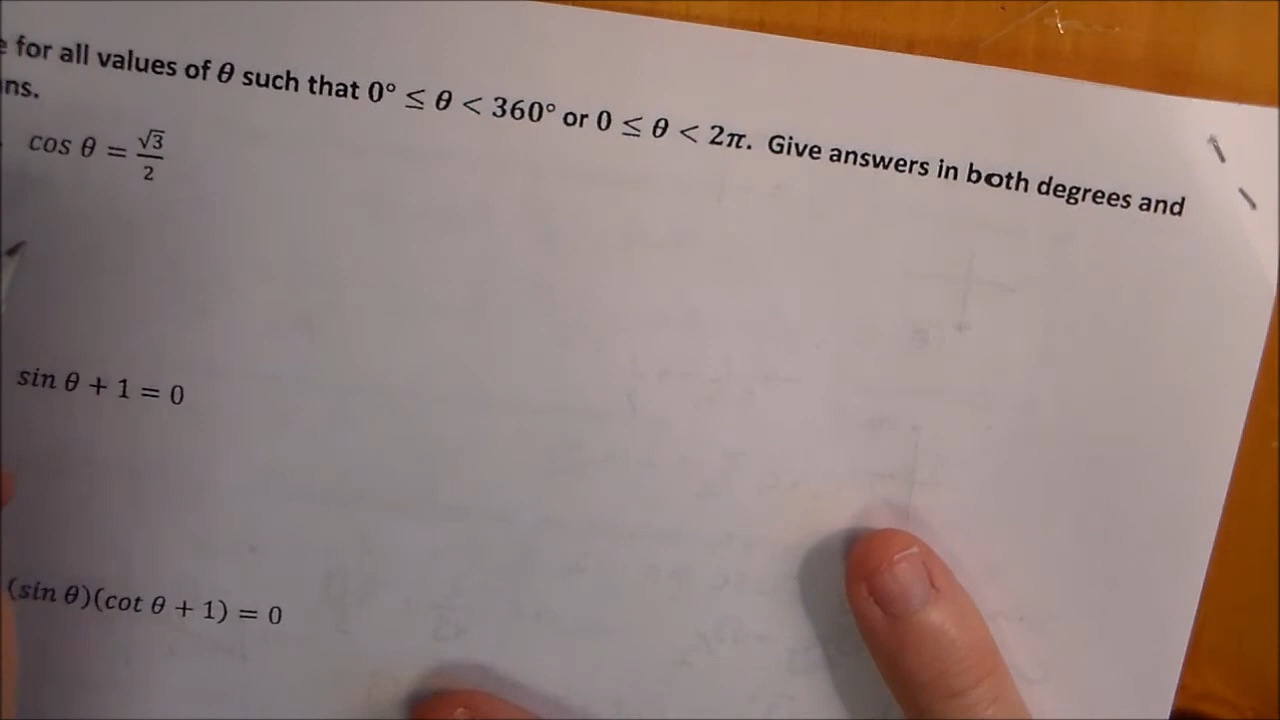 for all values of θ such that 0° ≤ θ < 360° or 0 ≤ θ < 2π. Give answers in both degrees and
cos θ = √3/2
sin θ + 1 = 0
(sin θ)(cot θ + 1) = 0